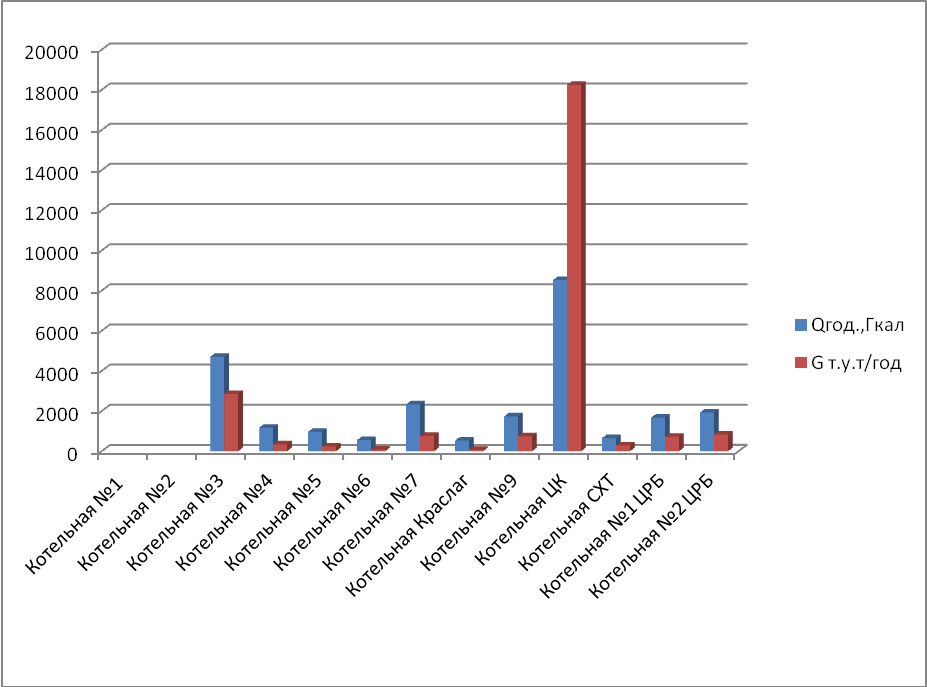 20000
18000
16000
14000
12000
10000
8000
6000
4000
2000
0
Котельная №1
Котельная №2
Котельная №3
Котельная №4
Котельная №5
Котельная №6
Котельная №7
Котельная Краслаг
Котельная №9
Котельная ЦК
Котельная СХТ
Котельная №1 ЦРБ
Котельная №2 ЦРБ
Qгод.,Гкал
G т.у.т/год